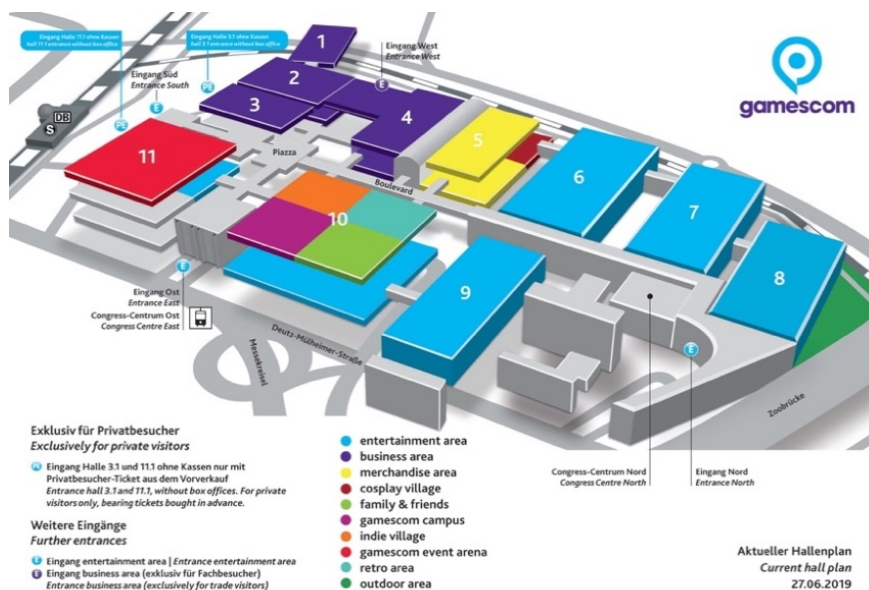 Eingang Halle 11.1 ohne Kassen
hall 11.1 entrance without box office
Eingang Halle 3.1 ohne Kassen
hall 3.1 entrance without box office
1
Eingang West
Entrance West
E
gamescom
Eingang Süd
Entrance South
E
PE
PE
2
3
4
5
6
7
8
9
10
11
DB
S
Piazza
Boulevard
E
Eingang Ost
Entrance East
Congress-Centrum Ost
Congress Centre East
Messekreisel
Deutz-Mülheimer-Straße
E
Zoobrücke
Congress-Centrum Nord
Congress Centre North
Eingang Nord
Entrance North
Exklusiv für Privatbesucher
Exclusively for private visitors
PE Eingang Halle 3.1 und 11.1 ohne Kassen nur mit
Privatbesucher-Ticket aus dem Vorverkauf
Entrance hall 3.1 and 11.1, without box offices. For private
visitors only, bearing tickets bought in advance.
Weitere Eingänge
Further entrances
E Eingang entertainment area | Entrance entertainment area
E Eingang business area (exklusiv für Fachbesucher)
Entrance business area (exclusively for trade visitors)
entertainment area
business area
merchandise area
cosplay village
family & friends
gamescom campus
indie village
gamescom event arena
retro area
outdoor area
Aktueller Hallenplan
Current hall plan
27.06.2019